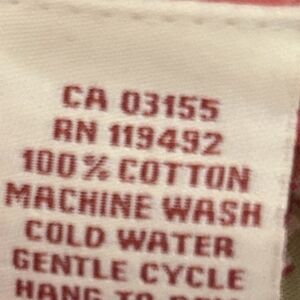 CA 03155
RN 119492
100% COTTON
MACHINE WASH
COLD WATER
GENTLE CYCLE
HANG TO